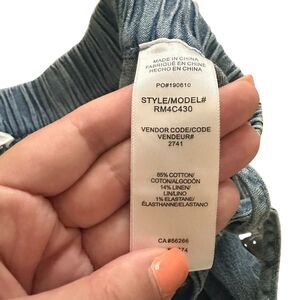 MADE IN CHINA
FABRIQUÉ EN CHINE
HECHO EN CHINA
PO#190610
STYLE/MODEL#
RM4C430
VENDOR CODE/CODE
VENDEUR#
2741
85% COTTON/
COTON/ALGODÓN
14% LINEN/
LIN/LINO
1% ELASTANE/
ÉLASTHANNE/ELASTANO
CA#56266
74